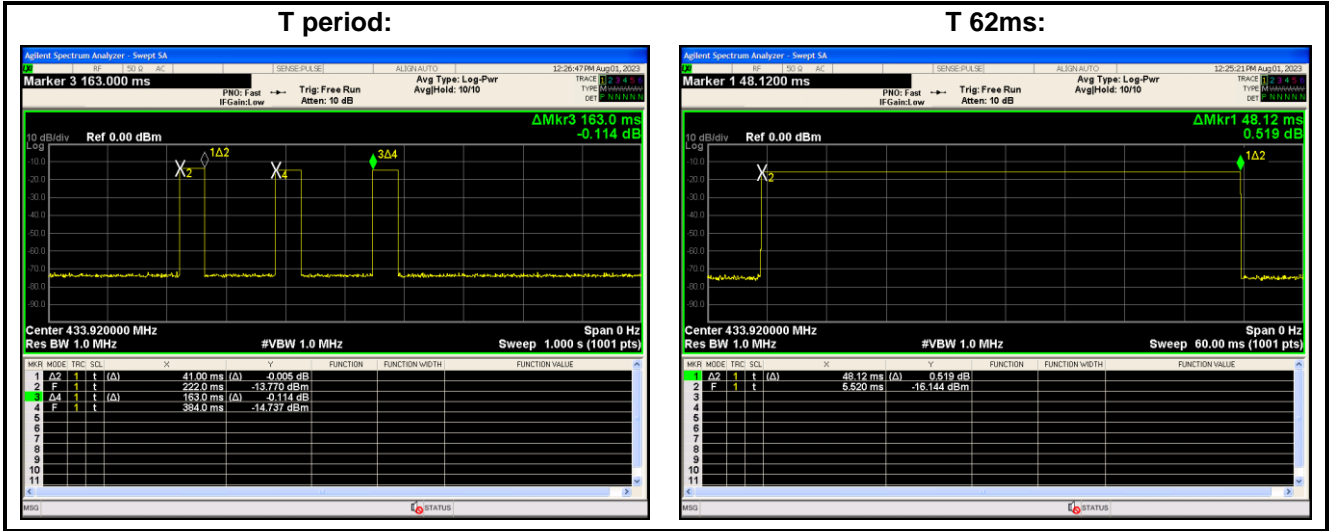 T period:
Agilent Spectrum Analyzer - Swept SA
RF 50 Ω AC SENSE:PULSE ALIGN AUTO 12:26:47 PM Aug 01, 2023
Marker 3 163.000 ms
PNO: Fast
IFGain:Low
Trig: Free Run
Atten: 10 dB
Avg Type: Log-Pwr
Avg|Hold: 10/10
TRACE 1 2 3 4 5 6
TYPE M
DET P N N N N N
ΔMkr3 163.0 ms
-0.114 dB
10 dB/div Ref 0.00 dBm
Log
1Δ2
3Δ4
2
4
-10.0
-20.0
-30.0
-40.0
-50.0
-60.0
-70.0
-80.0
-90.0
Center 433.920000 MHz Span 0 Hz
Res BW 1.0 MHz #VBW 1.0 MHz Sweep 1.000 s (1001 pts)
MKR MODE TRC SCL X Y FUNCTION FUNCTION WIDTH FUNCTION VALUE
1 Δ2 1 t (Δ) 41.00 ms (Δ) -0.005 dB
2 F 1 t 222.0 ms -13.770 dBm
3 Δ4 1 t (Δ) 163.0 ms (Δ) -0.114 dB
4 F 1 t 384.0 ms -14.737 dBm
5
6
7
8
9
10
11
MSG STATUS
T 62ms:
Agilent Spectrum Analyzer - Swept SA
RF 50 Ω AC SENSE:PULSE ALIGN AUTO 12:25:21 PM Aug 01, 2023
Marker 1 48.1200 ms
PNO: Fast
IFGain:Low
Trig: Free Run
Atten: 10 dB
Avg Type: Log-Pwr
Avg|Hold: 10/10
TRACE 1 2 3 4 5 6
TYPE M
DET P N N N N N
ΔMkr1 48.12 ms
0.519 dB
10 dB/div Ref 0.00 dBm
Log
1Δ2
2
-10.0
-20.0
-30.0
-40.0
-50.0
-60.0
-70.0
-80.0
-90.0
Center 433.920000 MHz Span 0 Hz
Res BW 1.0 MHz #VBW 1.0 MHz Sweep 60.00 ms (1001 pts)
MKR MODE TRC SCL X Y FUNCTION FUNCTION WIDTH FUNCTION VALUE
1 Δ2 1 t (Δ) 48.12 ms (Δ) 0.519 dB
2 F 1 t 5.520 ms -16.144 dBm
3
4
5
6
7
8
9
10
11
MSG STATUS